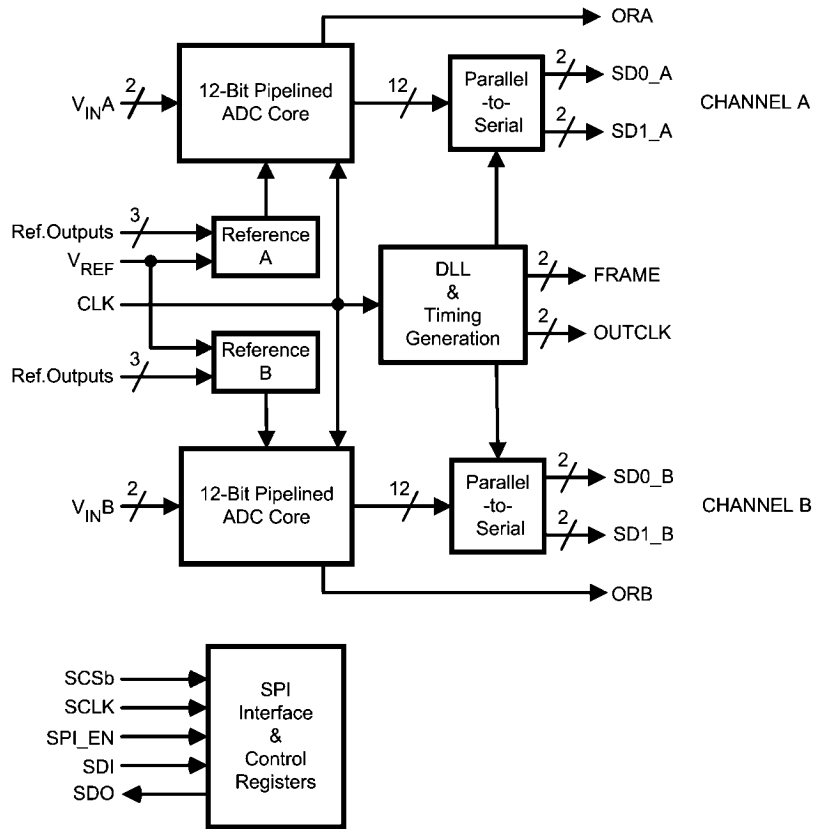 ORA
2
V_IN A
12-Bit Pipelined
ADC Core
12
Parallel
-to-
Serial
2
SD0_A
2
SD1_A
CHANNEL A
3
Ref.Outputs
V_REF
Reference
A
CLK
DLL
&
Timing
Generation
2
FRAME
2
OUTCLK
Reference
B
3
Ref.Outputs
2
V_IN B
12-Bit Pipelined
ADC Core
12
Parallel
-to-
Serial
2
SD0_B
2
SD1_B
CHANNEL B
ORB
SCSb
SCLK
SPI_EN
SDI
SDO
SPI
Interface
&
Control
Registers